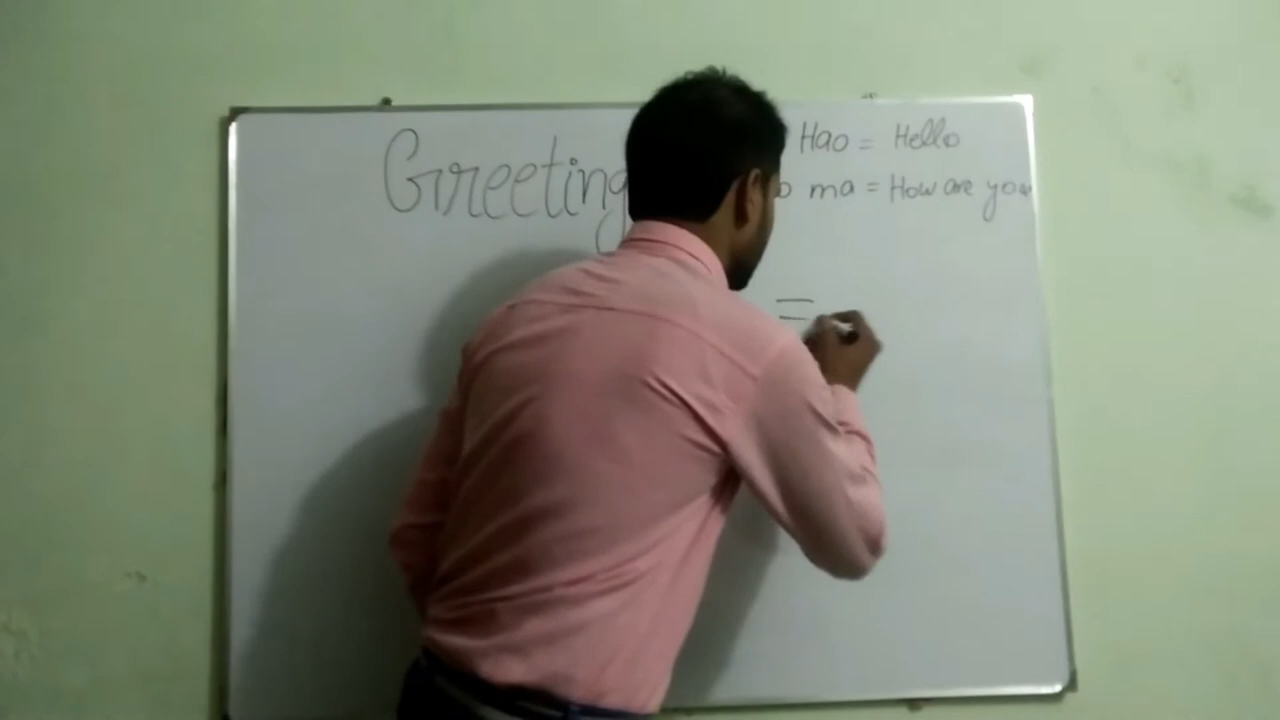 Greeting
Hao = Hello
ma = How are you
=